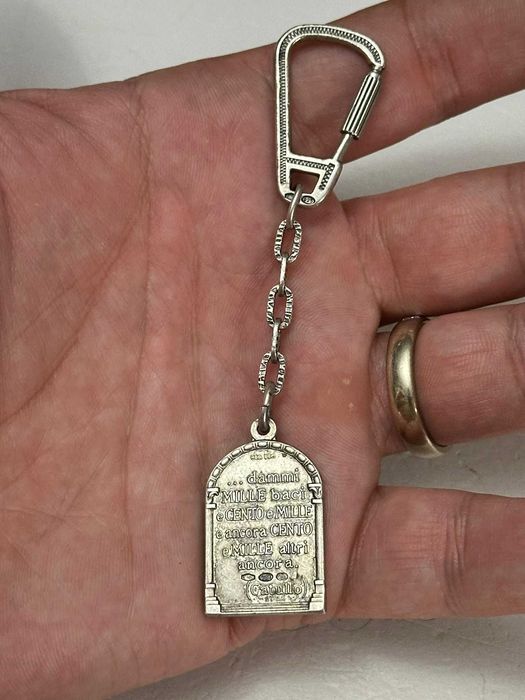 ... dammi
MILLE baci
e CENTO e MILLE
e ancora CENTO
e MILLE altri
ancora.
(Catullo)